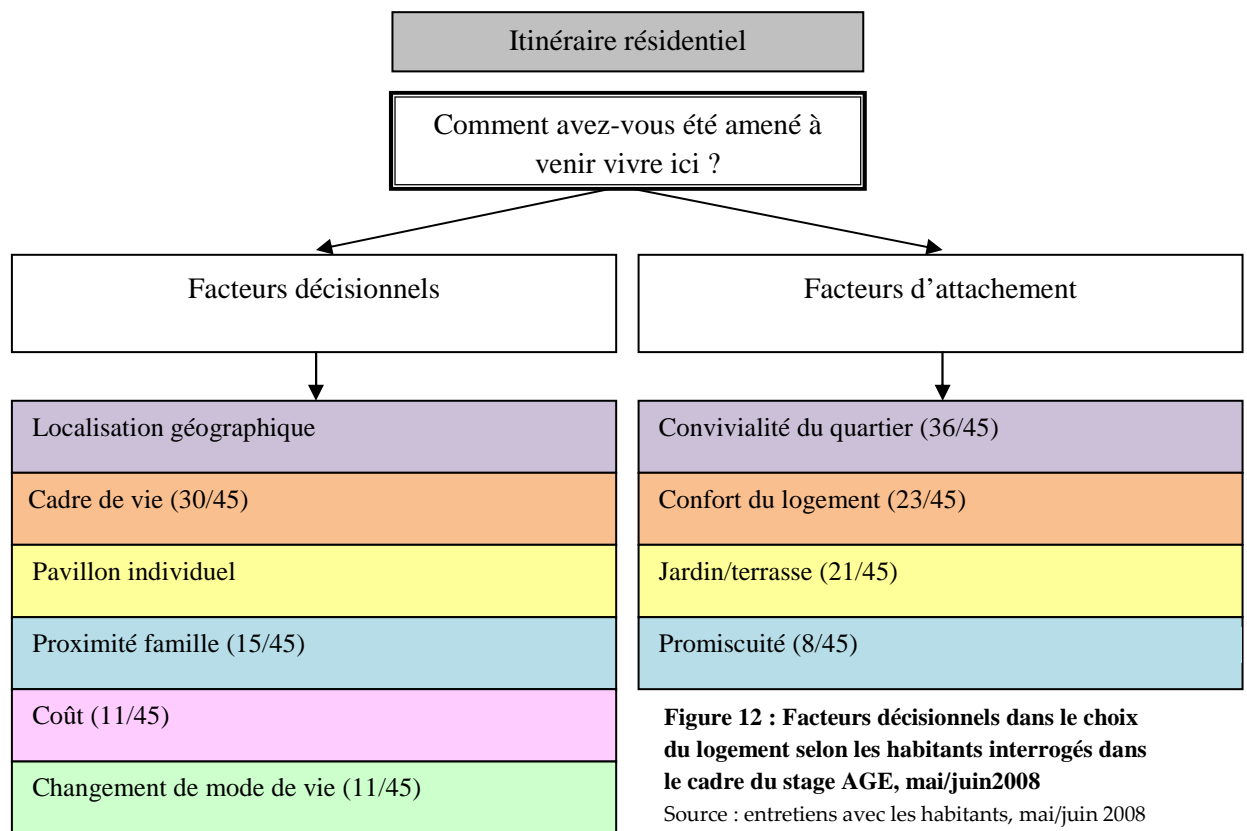 Itinéraire résidentiel
Comment avez-vous été amené à
venir vivre ici ?
Facteurs décisionnels
Facteurs d’attachement
Localisation géographique
Cadre de vie (30/45)
Pavillon individuel
Proximité famille (15/45)
Coût (11/45)
Changement de mode de vie (11/45)
Convivialité du quartier (36/45)
Confort du logement (23/45)
Jardin/terrasse (21/45)
Promiscuité (8/45)
Figure 12 : Facteurs décisionnels dans le choix
du logement selon les habitants interrogés dans
le cadre du stage AGE, mai/juin2008
Source : entretiens avec les habitants, mai/juin 2008